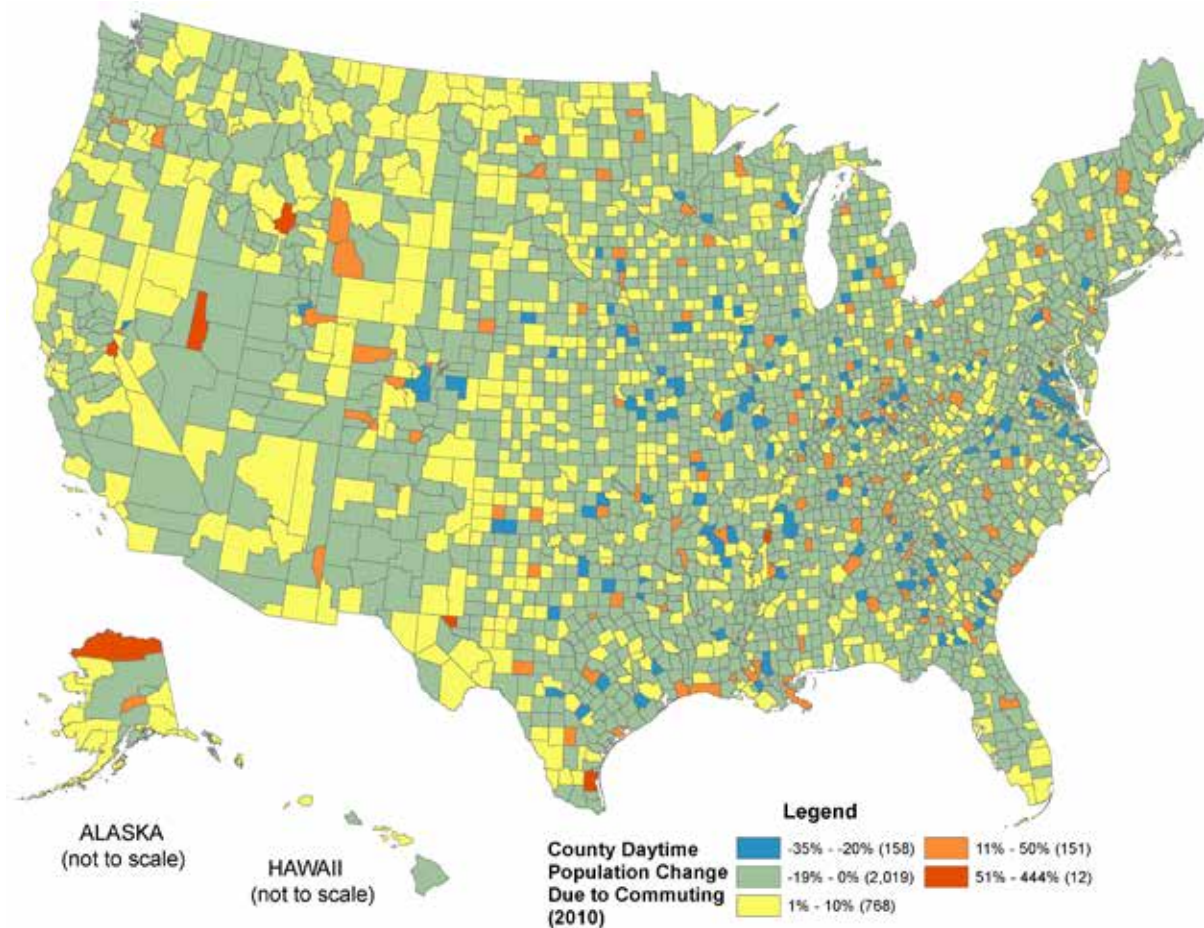 ALASKA
(not to scale)
HAWAII
(not to scale)
Legend
County Daytime
Population Change
Due to Commuting
(2010)
-35% - -20% (158)
-19% - 0% (2,019)
1% - 10% (768)
11% - 50% (151)
51% - 444% (12)